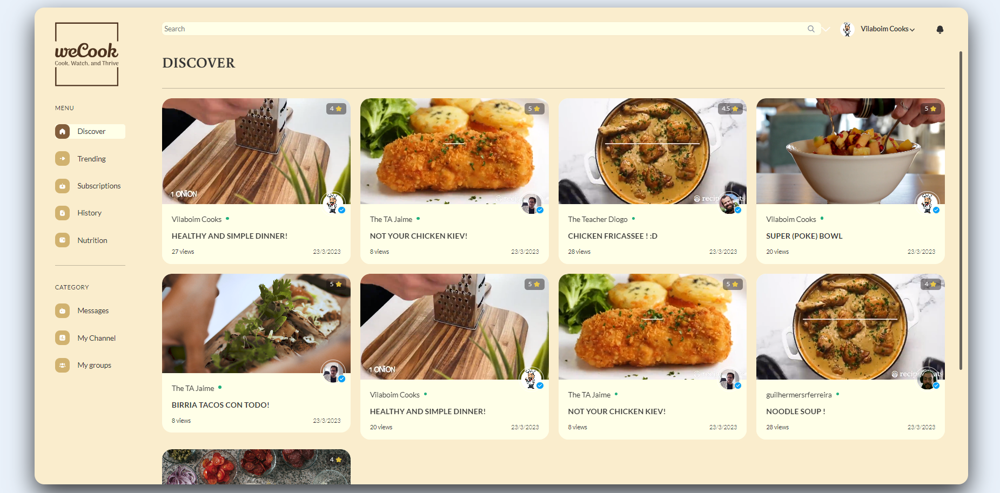 weCook
Cook, Watch, and Thrive
Search
Vilaboim Cooks
DISCOVER
MENU
Discover
Trending
Subscriptions
History
Nutrition
CATEGORY
Messages
My Channel
My groups
4
1 ONiON
Vilaboim Cooks
HEALTHY AND SIMPLE DINNER!
27 views 23/3/2023
5
The TA Jaime
NOT YOUR CHICKEN KIEV!
8 views 23/3/2023
4.5
The Teacher Diogo
CHICKEN FRICASSEE ! :D
28 views 23/3/2023
5
Vilaboim Cooks
SUPER (POKE) BOWL
20 views 23/3/2023
5
The TA Jaime
BIRRIA TACOS CON TODO!
8 views 23/3/2023
5
1 ONiON
Vilaboim Cooks
HEALTHY AND SIMPLE DINNER!
20 views 23/3/2023
5
The TA Jaime
NOT YOUR CHICKEN KIEV!
8 views 23/3/2023
4
guilhermersrferreira
NOODLE SOUP !
28 views 23/3/2023
4